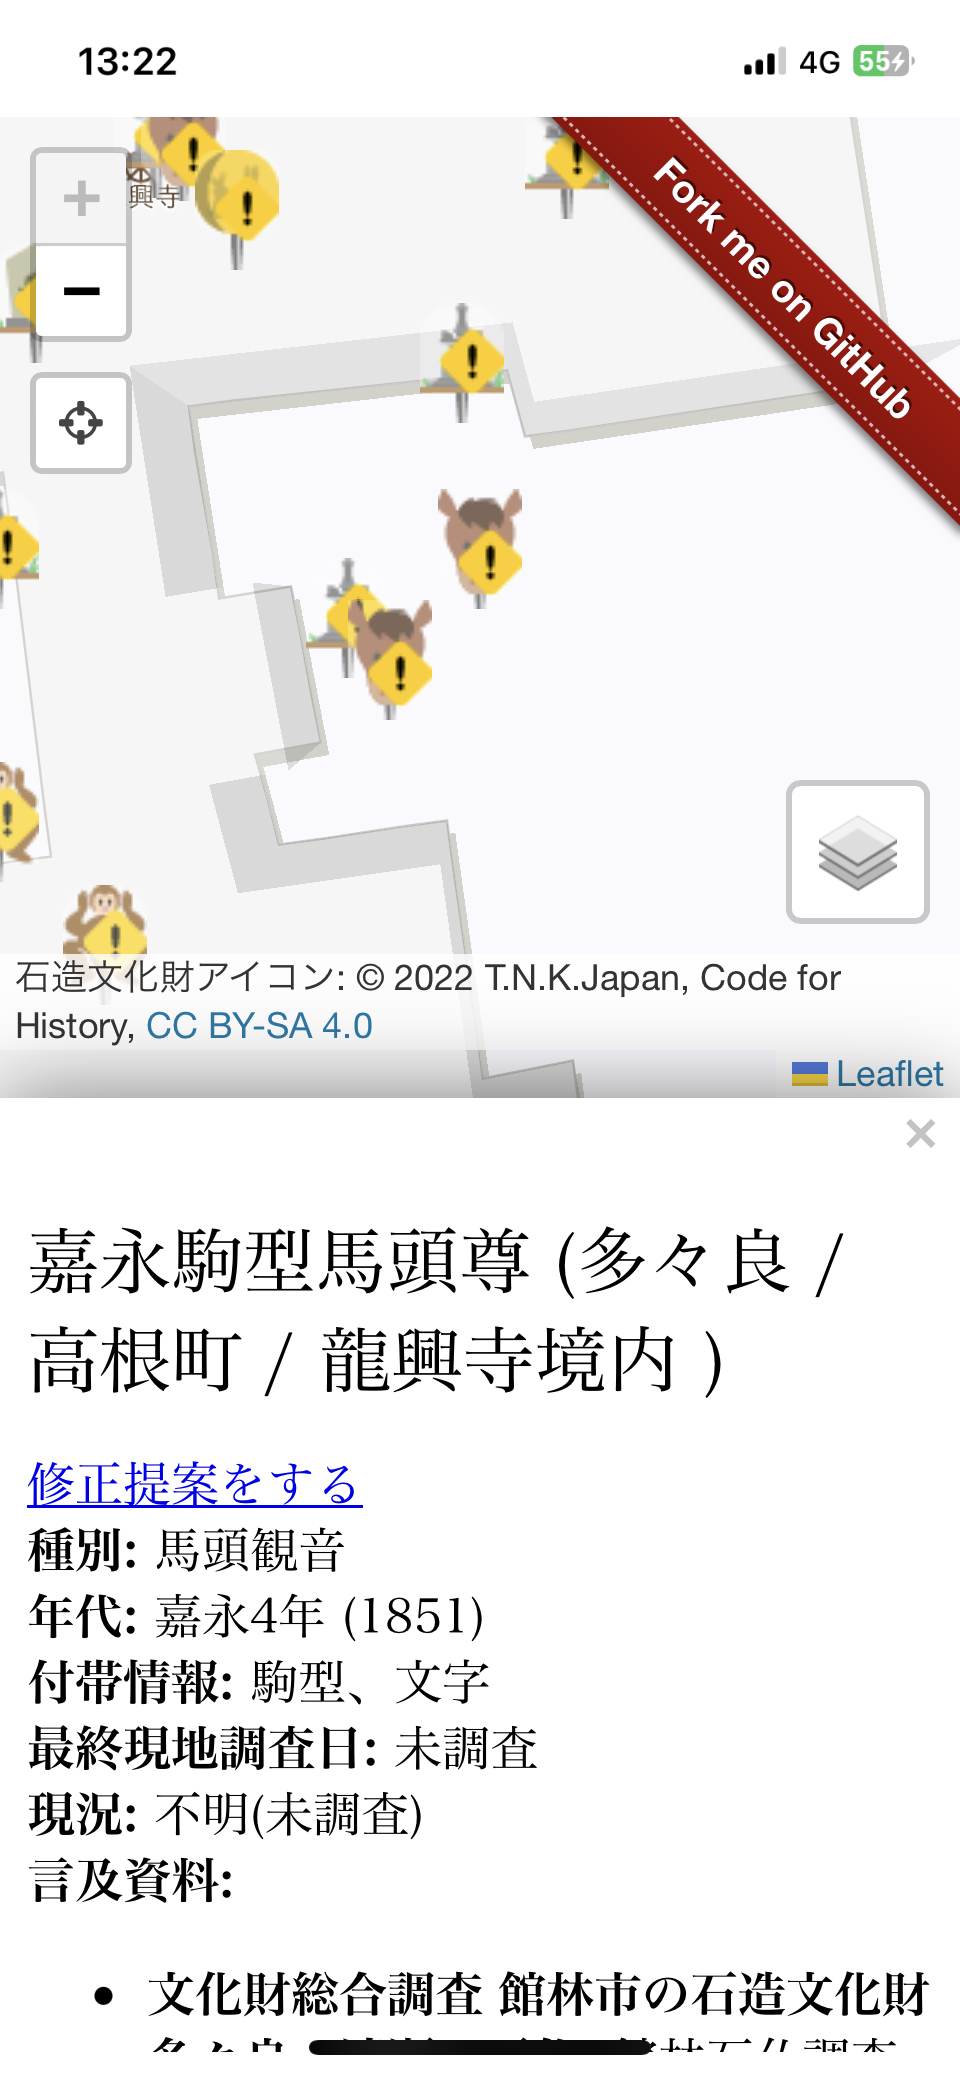 13:22
4G 55
興寺
+
−
Fork me on GitHub
石造文化財アイコン: © 2022 T.N.K.Japan, Code for
History, CC BY-SA 4.0
Leaflet
×
嘉永駒型馬頭尊 (多々良 /
高根町 / 龍興寺境内 )
修正提案をする
種別: 馬頭観音
年代: 嘉永4年 (1851)
付帯情報: 駒型、文字
最終現地調査日: 未調査
現況: 不明(未調査)
言及資料:
• 文化財総合調査 館林市の石造文化財